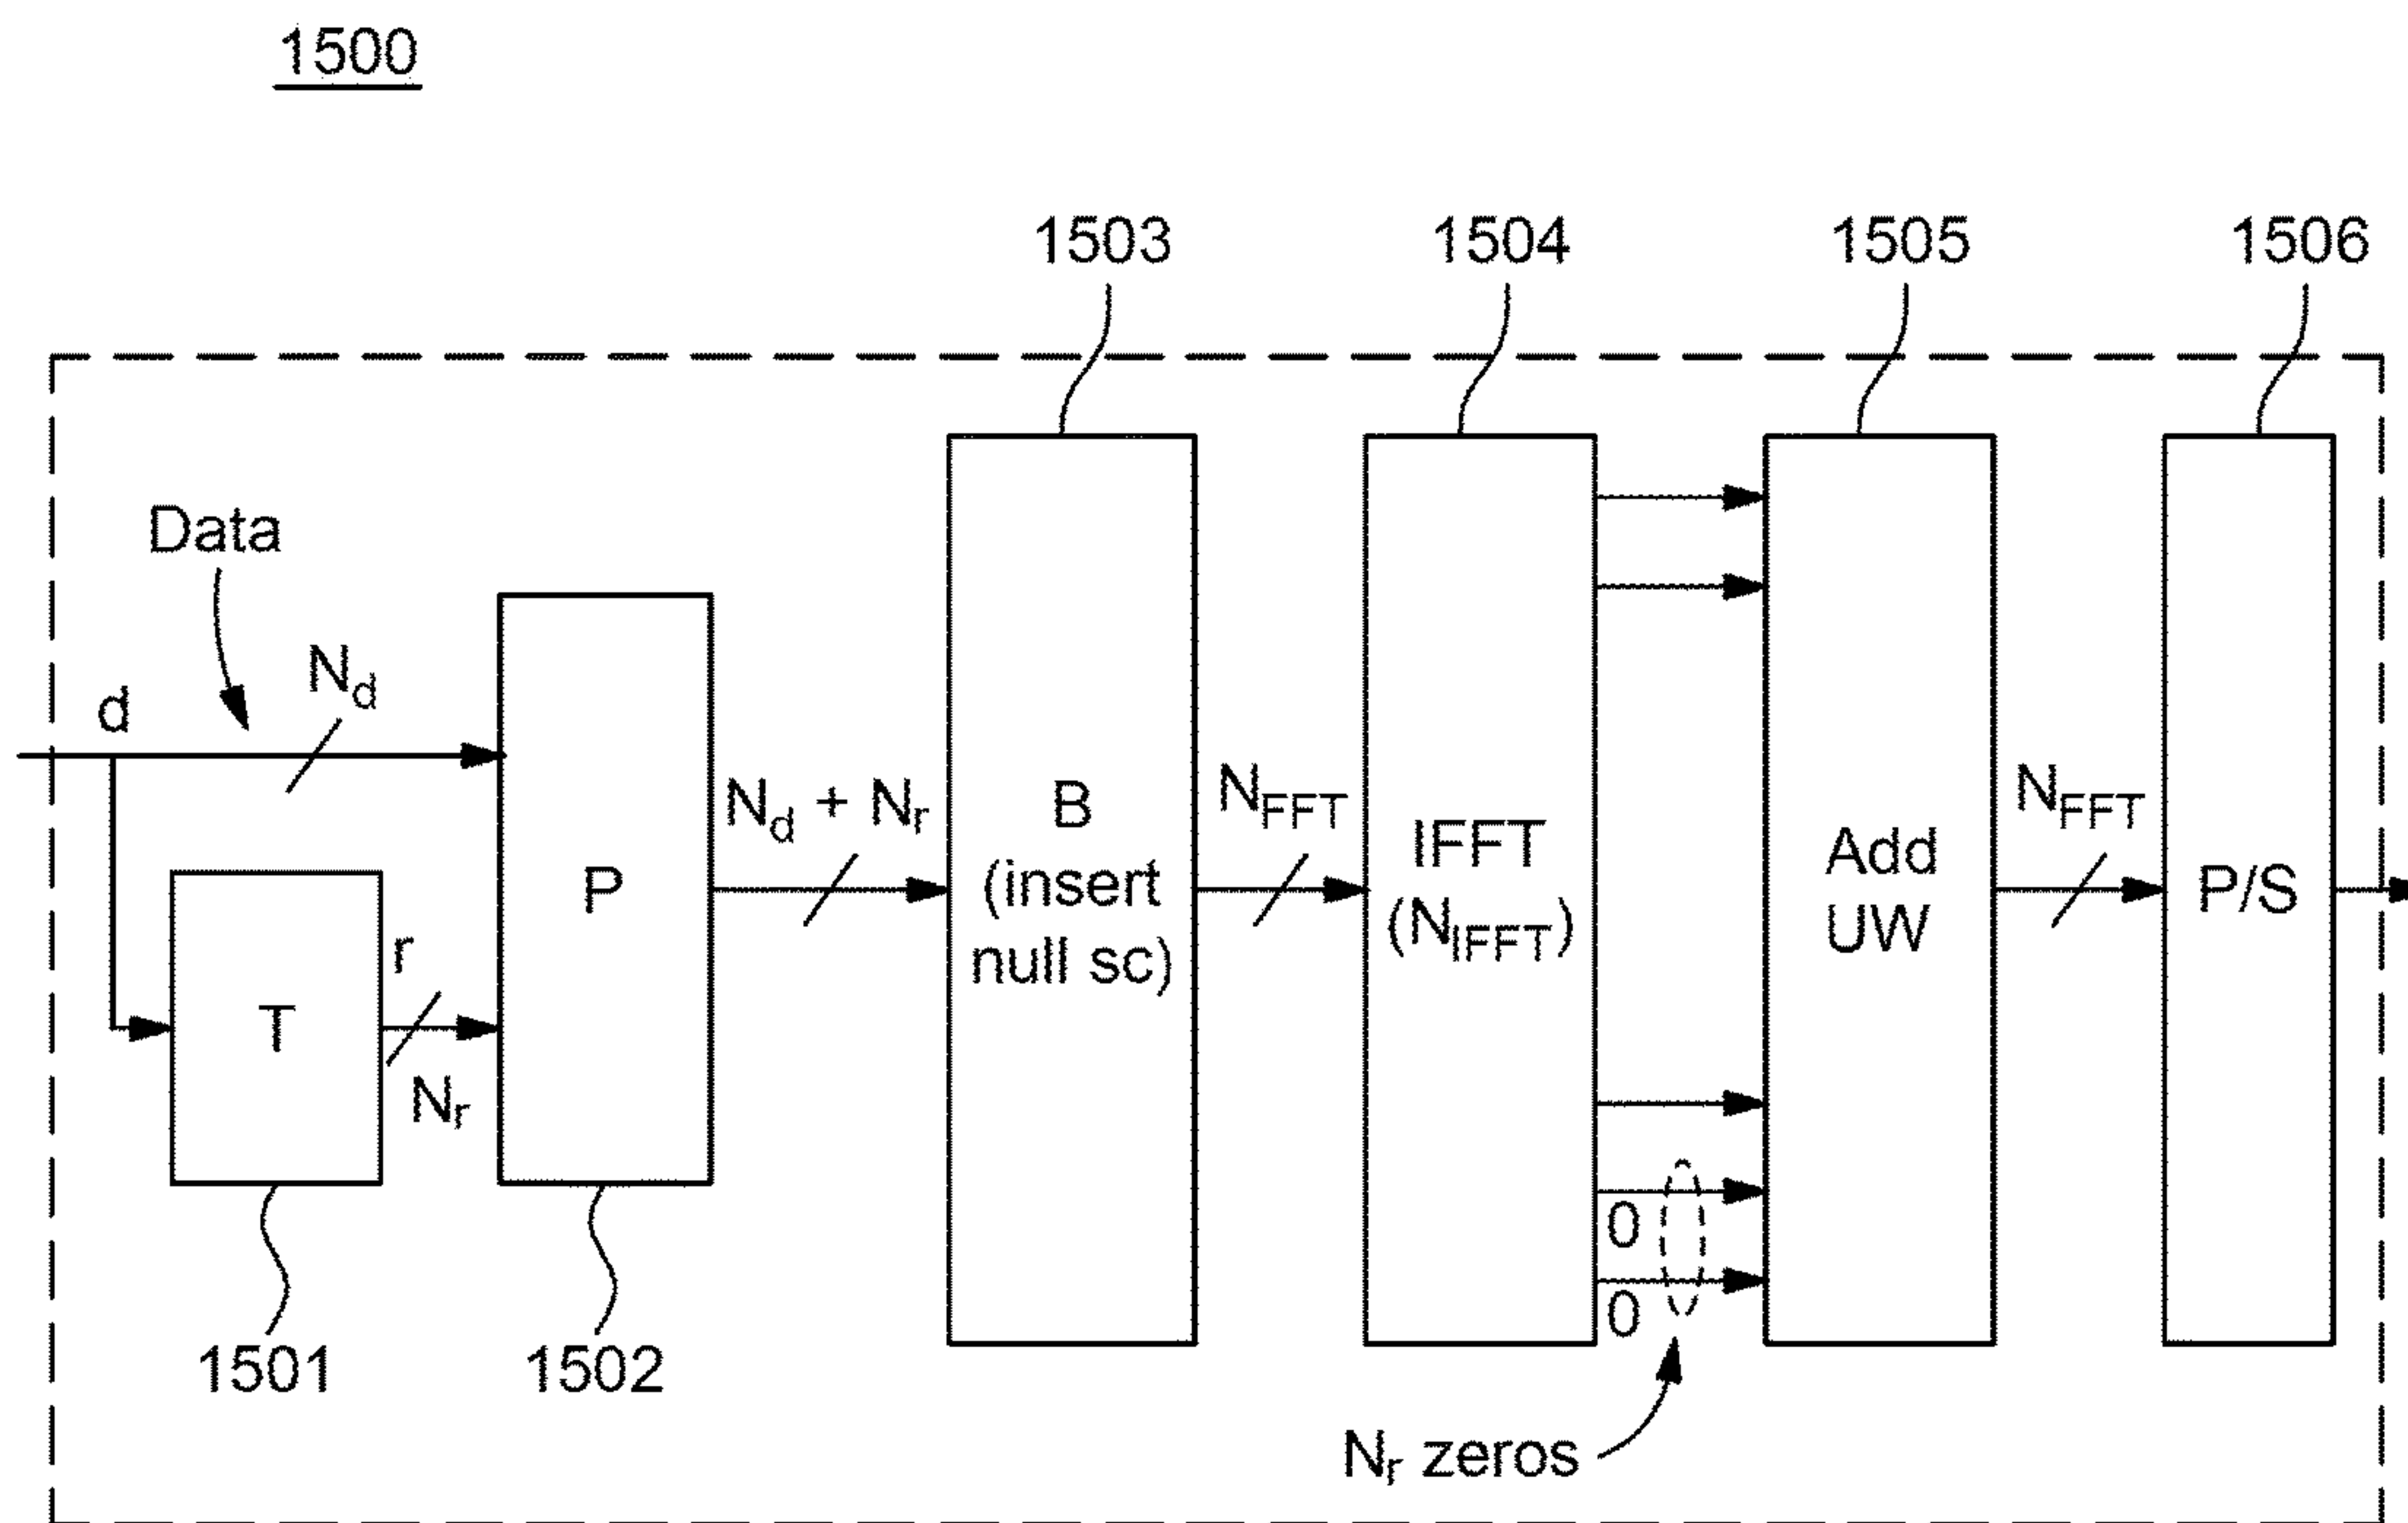 1500
1503
1504
1505
1506
Data
d
N_d
T
r
N_r
P
N_d + N_r
B
(insert
null sc)
N_FFT
IFFT
(N_IFFT)
0
0
N_r zeros
Add
UW
N_FFT
P/S
1501
1502